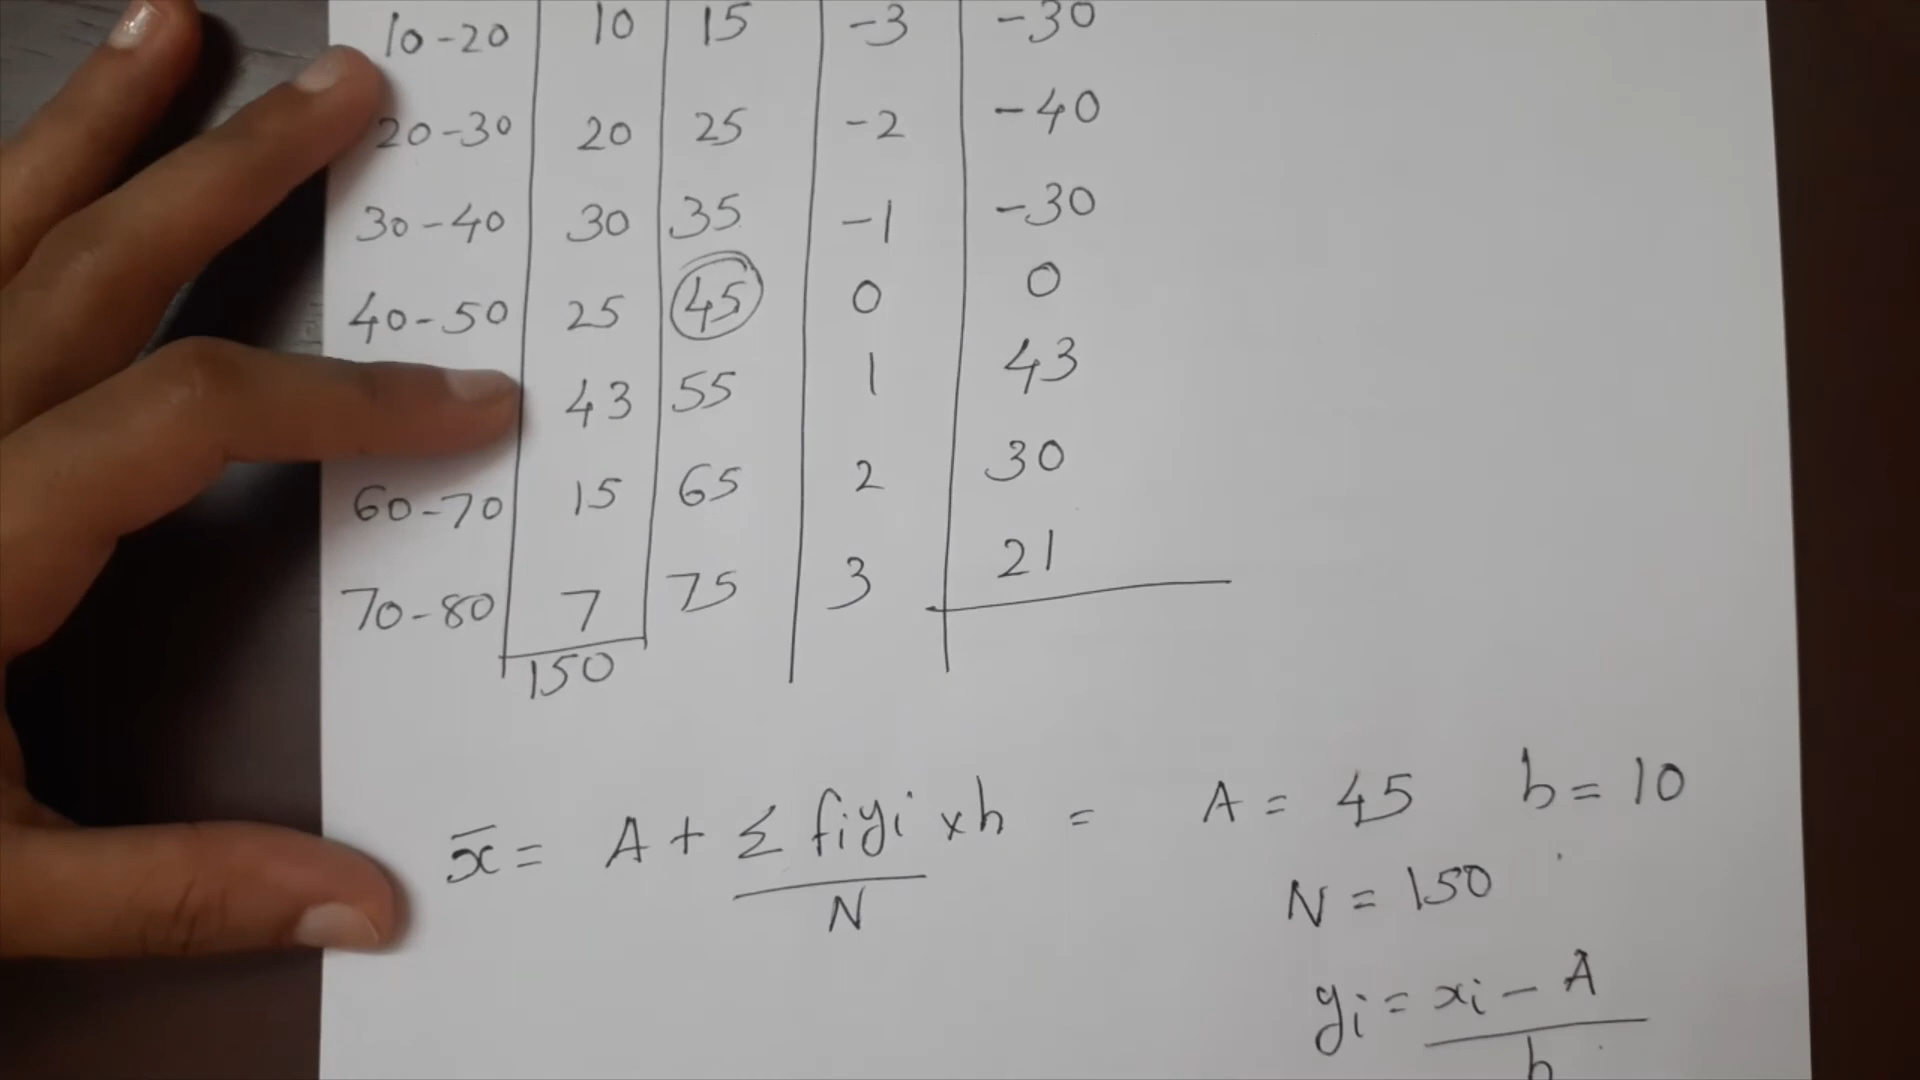 10-20 10 15 -3 -30
20-30 20 25 -2 -40
30-40 30 35 -1 -30
40-50 25 45 0 0
43 55 1 43
60-70 15 65 2 30
70-80 7 75 3 21
150
x̄ = A + Σ fiyi × h = A = 45 h = 10
N
N = 150
yi = xi - A
h